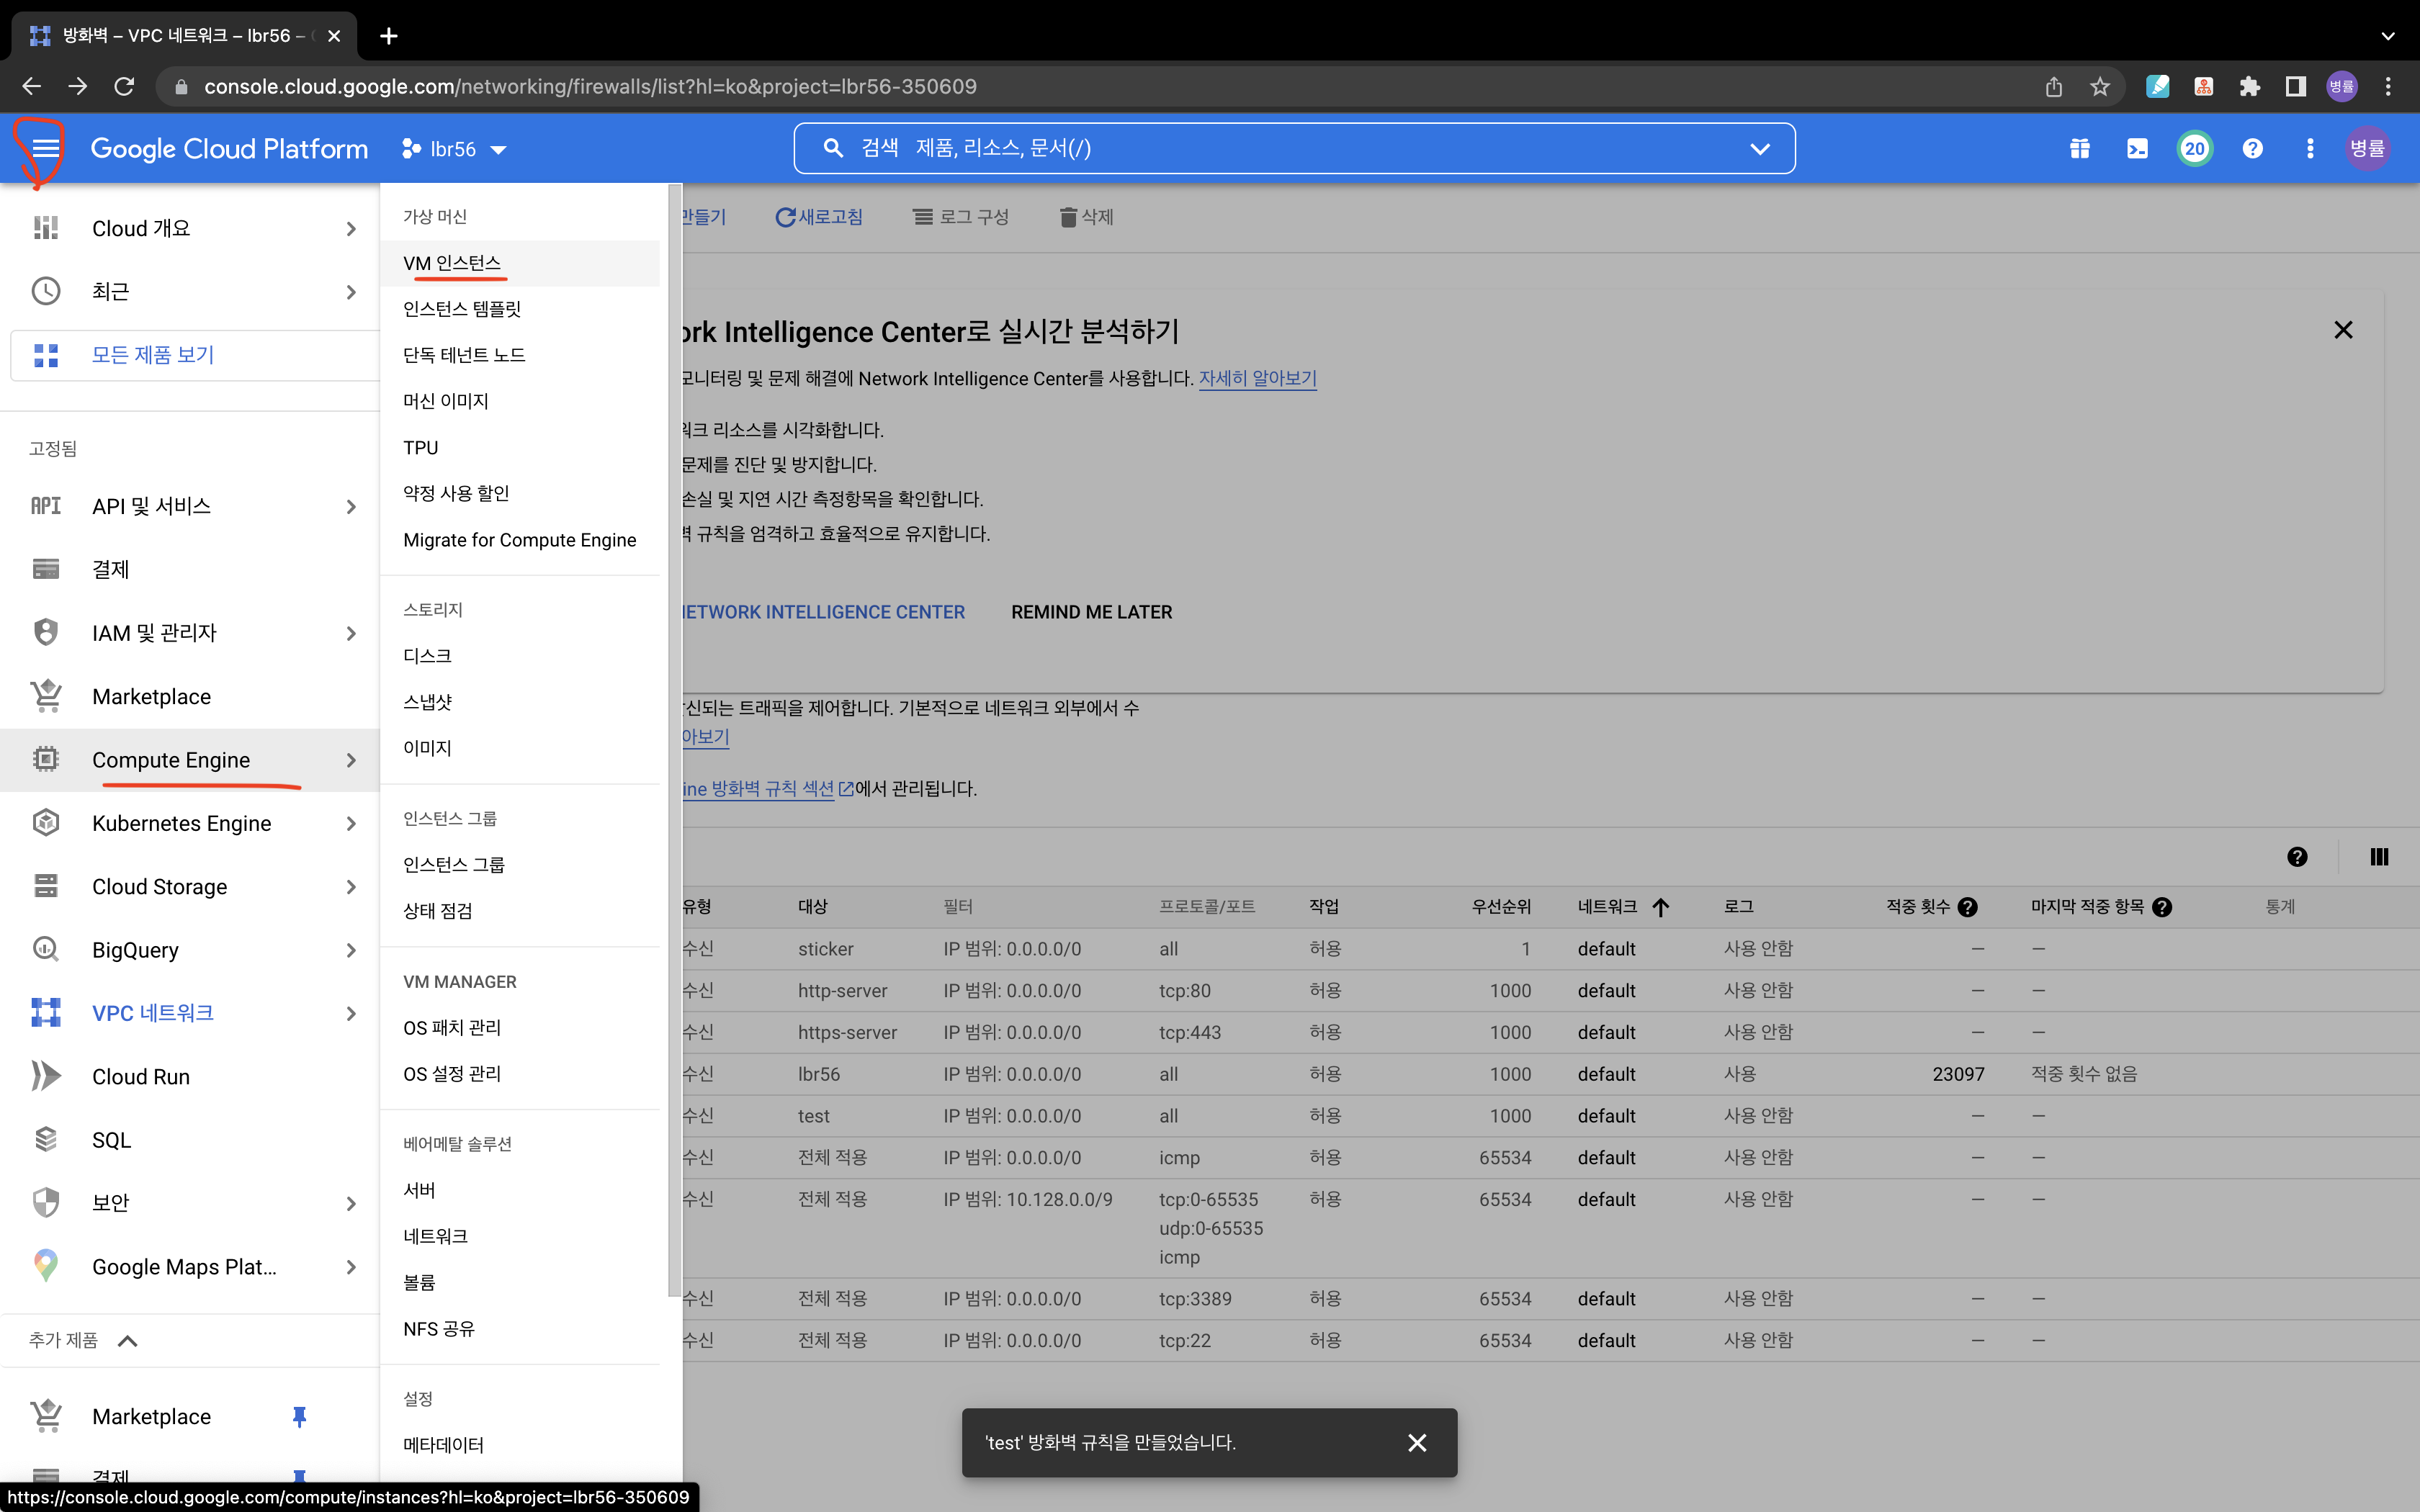 방화벽 – VPC 네트워크 – lbr56 –
console.cloud.google.com/networking/firewalls/list?hl=ko&project=lbr56-350609
병률
Google Cloud Platform
lbr56
검색 제품, 리소스, 문서(/)
20
병률
Cloud 개요
최근
모든 제품 보기
고정됨
API API 및 서비스
결제
IAM 및 관리자
Marketplace
Compute Engine
Kubernetes Engine
Cloud Storage
BigQuery
VPC 네트워크
Cloud Run
SQL
보안
Google Maps Plat...
추가 제품
Marketplace
결제
가상 머신
VM 인스턴스
인스턴스 템플릿
단독 테넌트 노드
머신 이미지
TPU
약정 사용 할인
Migrate for Compute Engine
스토리지
디스크
스냅샷
이미지
인스턴스 그룹
인스턴스 그룹
상태 점검
VM MANAGER
OS 패치 관리
OS 설정 관리
베어메탈 솔루션
서버
네트워크
볼륨
NFS 공유
설정
메타데이터
만들기 새로고침 로그 구성 삭제
ork Intelligence Center로 실시간 분석하기
모니터링 및 문제 해결에 Network Intelligence Center를 사용합니다. 자세히 알아보기
리소스를 시각화합니다.
문제를 진단 및 방지합니다.
손실 및 지연 시간 측정항목을 확인합니다.
규칙을 엄격하고 효율적으로 유지합니다.
NETWORK INTELLIGENCE CENTER REMIND ME LATER
신되는 트래픽을 제어합니다. 기본적으로 네트워크 외부에서 수
아보기
ine 방화벽 규칙 섹션에서 관리됩니다.
유형 대상 필터 프로토콜/포트 작업 우선순위 네트워크 로그 적중 횟수 마지막 적중 항목 통계
수신 sticker IP 범위: 0.0.0.0/0 all 허용 1 default 사용 안함 — —
수신 http-server IP 범위: 0.0.0.0/0 tcp:80 허용 1000 default 사용 안함 — —
수신 https-server IP 범위: 0.0.0.0/0 tcp:443 허용 1000 default 사용 안함 — —
수신 lbr56 IP 범위: 0.0.0.0/0 all 허용 1000 default 사용 23097 적중 횟수 없음
수신 test IP 범위: 0.0.0.0/0 all 허용 1000 default 사용 안함 — —
수신 전체 적용 IP 범위: 0.0.0.0/0 icmp 허용 65534 default 사용 안함 — —
수신 전체 적용 IP 범위: 10.128.0.0/9 tcp:0-65535 허용 65534 default 사용 안함 — —
udp:0-65535
icmp
수신 전체 적용 IP 범위: 0.0.0.0/0 tcp:3389 허용 65534 default 사용 안함 — —
수신 전체 적용 IP 범위: 0.0.0.0/0 tcp:22 허용 65534 default 사용 안함 — —
'test' 방화벽 규칙을 만들었습니다.
https://console.cloud.google.com/compute/instances?hl=ko&project=lbr56-350609